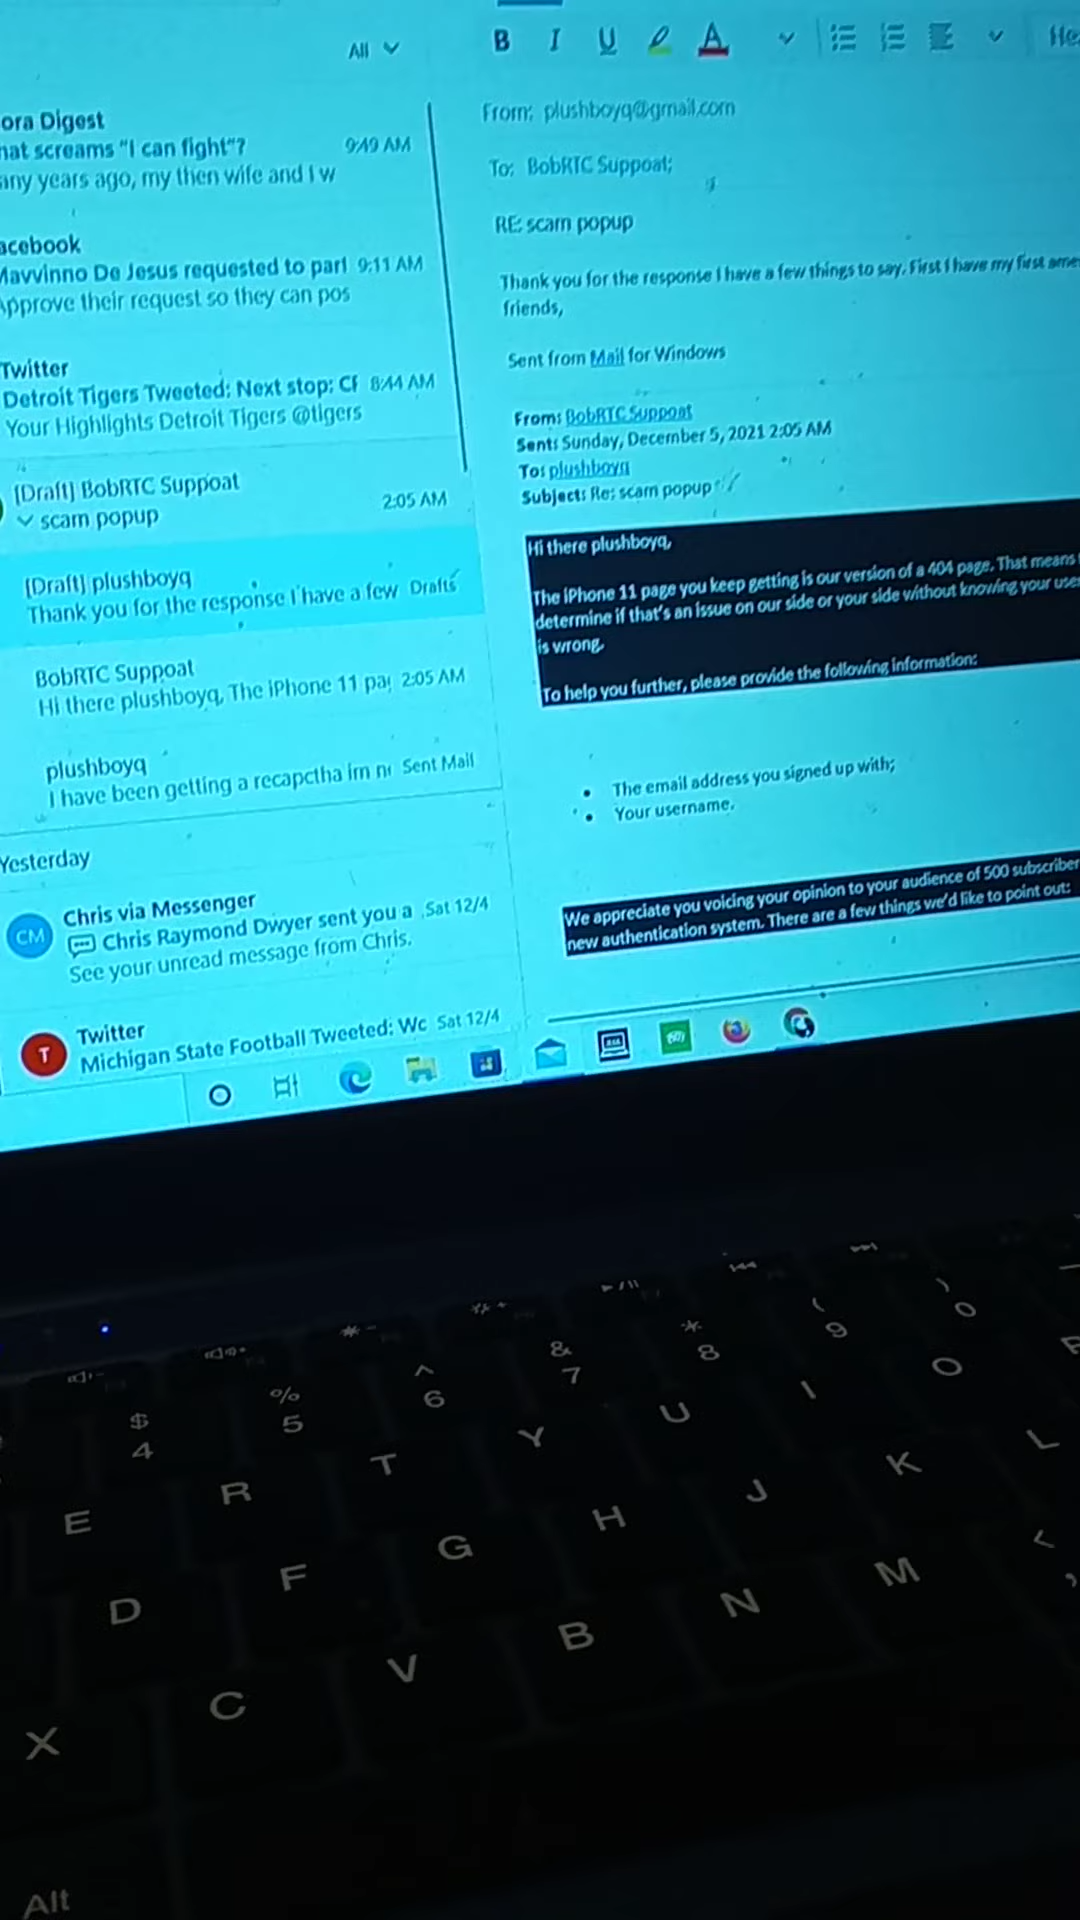 All
ora Digest
hat screams "I can fight"? 9:49 AM
any years ago, my then wife and I w
acebook
Mavvinno De Jesus requested to part 9:11 AM
Approve their request so they can pos
Twitter
Detroit Tigers Tweeted: Next stop: CF 8:44 AM
Your Highlights Detroit Tigers @tigers
[Draft] BobRTC Suppoat
scam popup 2:05 AM
[Draft] plushboyq
Thank you for the response I have a few Drafts
BobRTC Suppoat
Hi there plushboyq, The iPhone 11 pa 2:05 AM
plushboyq
I have been getting a recapctha im n Sent Mail
Yesterday
CM
Chris via Messenger
Chris Raymond Dwyer sent you a Sat 12/4
See your unread message from Chris.
T
Twitter
Michigan State Football Tweeted: Wc Sat 12/4
B I U A He
From: plushboyq@gmail.com
To: BobRTC Suppoat;
RE: scam popup
Thank you for the response I have a few things to say. First I have my first ame
friends,
Sent from Mail for Windows
From: BobRTC Suppoat
Sent: Sunday, December 5, 2021 2:05 AM
To: plushboyq
Subject: Re: scam popup
Hi there plushboyq,
The iPhone 11 page you keep getting is our version of a 404 page. That means
determine if that's an issue on our side or your side without knowing your use
is wrong.
To help you further, please provide the following information:
• The email address you signed up with;
• Your username.
We appreciate you voicing your opinion to your audience of 500 subscriber
new authentication system. There are a few things we'd like to point out:
$ % ^ & * ( )
4 5 6 7 8 9 0
E R T Y U I O P
D F G H J K L
X C V B N M < ,
Alt